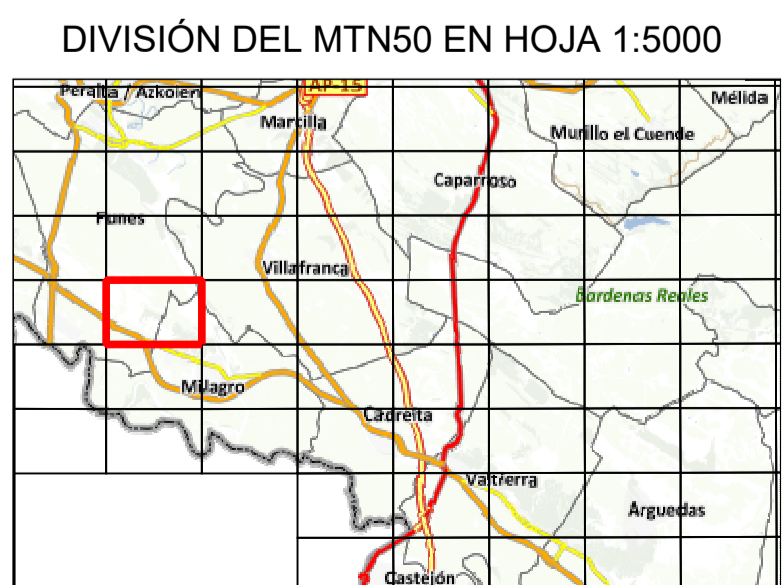 DIVISIÓN DEL MTN50 EN HOJA 1:5000
AP-15
Peralta / Azkoien
Mélida
Marcilla
Murillo el Cuende
Caparroso
Funes
Villafranca
Bardenas Reales
Milagro
Cadreita
Valtierra
Arguedas
Castejón